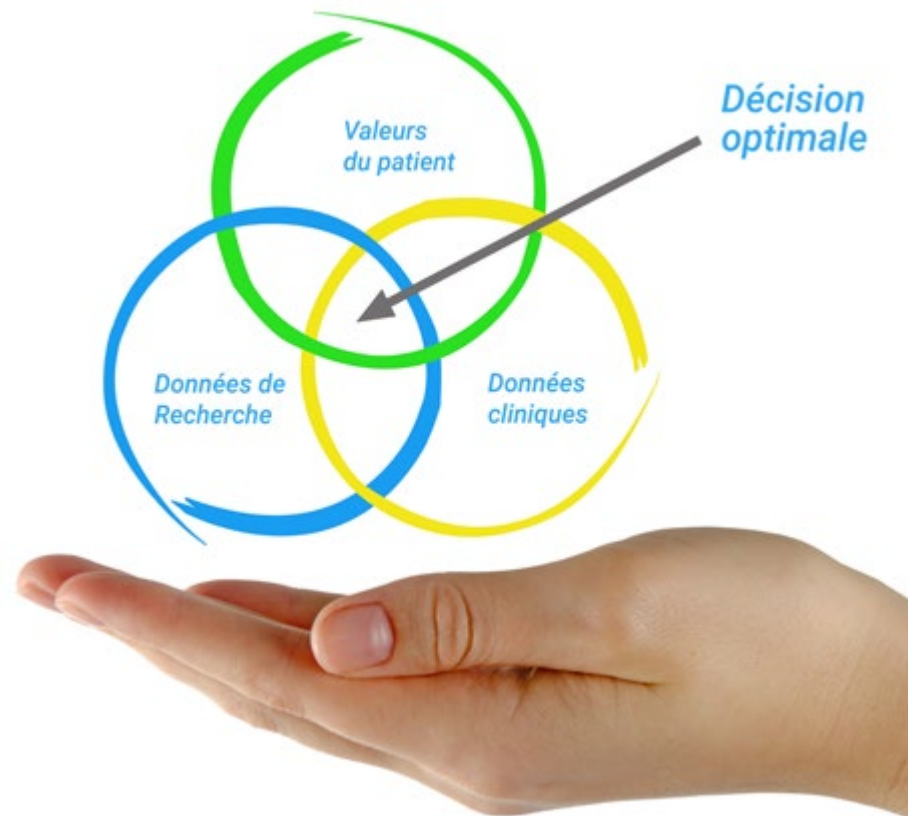 Valeurs
du patient
Décision
optimale
Données de
Recherche
Données
cliniques